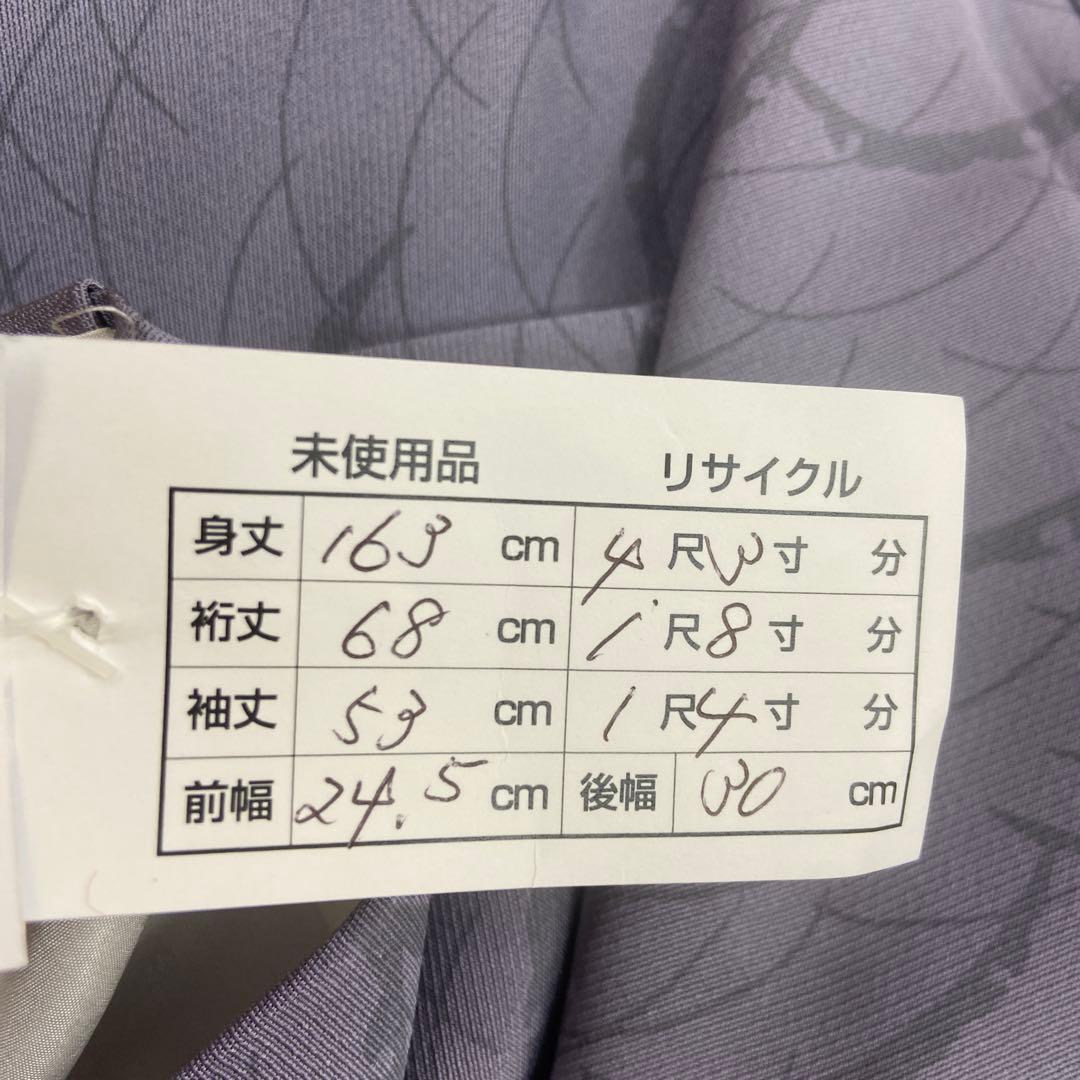 未使用品 リサイクル
身丈 163 cm 4尺3寸 分
裄丈 68 cm 1尺8寸 分
袖丈 53 cm 1尺4寸 分
前幅 24.5 cm 後幅 30 cm